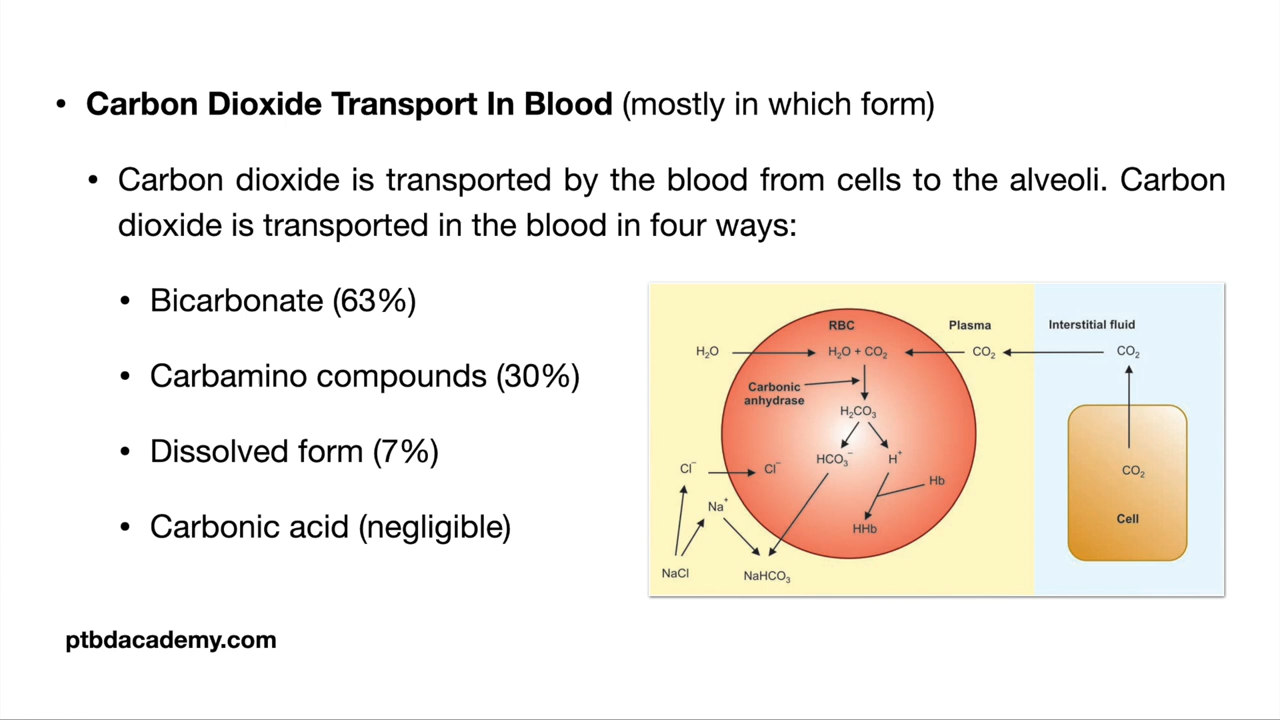 • Carbon Dioxide Transport In Blood (mostly in which form)
• Carbon dioxide is transported by the blood from cells to the alveoli. Carbon
dioxide is transported in the blood in four ways:
• Bicarbonate (63%)
• Carbamino compounds (30%)
• Dissolved form (7%)
• Carbonic acid (negligible)
RBC
Plasma
Interstitial fluid
H₂O
H₂O + CO₂
CO₂
CO₂
Carbonic
anhydrase
H₂CO₃
HCO₃⁻
H⁺
Cl⁻
Cl⁻
Hb
CO₂
Na⁺
HHb
Cell
NaCl
NaHCO₃
ptbdacademy.com